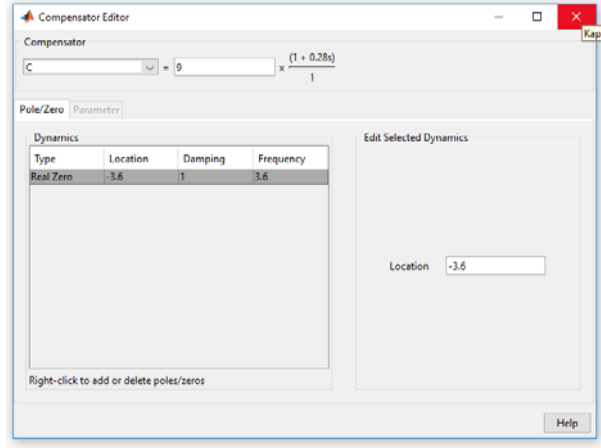 Compensator Editor
Kap
Compensator
C = 9 x (1 + 0.28s)
1
Pole/Zero Parameter
Dynamics
Type Location Damping Frequency
Real Zero -3.6 1 3.6
Right-click to add or delete poles/zeros
Edit Selected Dynamics
Location -3.6
Help